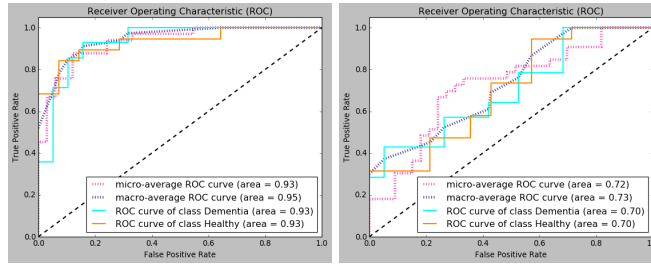 Receiver Operating Characteristic (ROC)
1.0
0.8
0.6
0.4
0.2
0.0
True Positive Rate
micro-average ROC curve (area = 0.93)
macro-average ROC curve (area = 0.95)
ROC curve of class Dementia (area = 0.93)
ROC curve of class Healthy (area = 0.93)
0.0 0.2 0.4 0.6 0.8 1.0
False Positive Rate
Receiver Operating Characteristic (ROC)
1.0
0.8
0.6
0.4
0.2
0.0
True Positive Rate
micro-average ROC curve (area = 0.72)
macro-average ROC curve (area = 0.73)
ROC curve of class Dementia (area = 0.70)
ROC curve of class Healthy (area = 0.70)
0.0 0.2 0.4 0.6 0.8 1.0
False Positive Rate